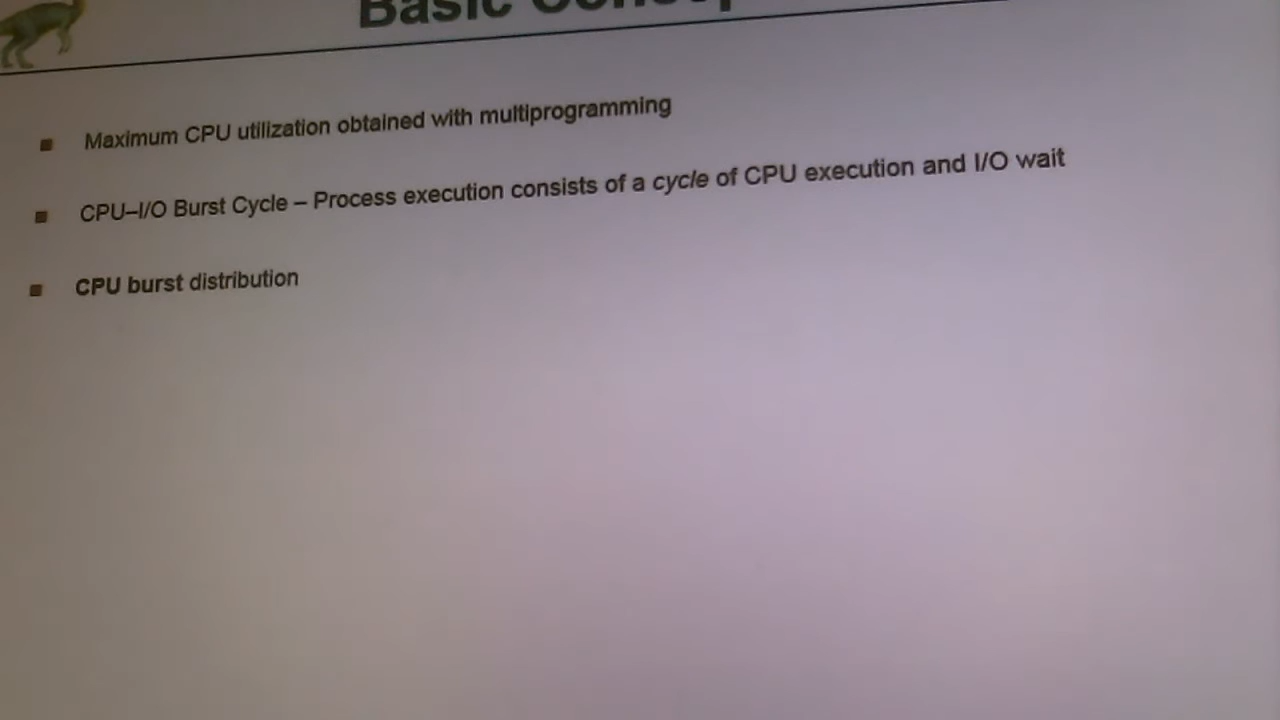 Basic
Maximum CPU utilization obtained with multiprogramming
CPU–I/O Burst Cycle – Process execution consists of a cycle of CPU execution and I/O wait
CPU burst distribution